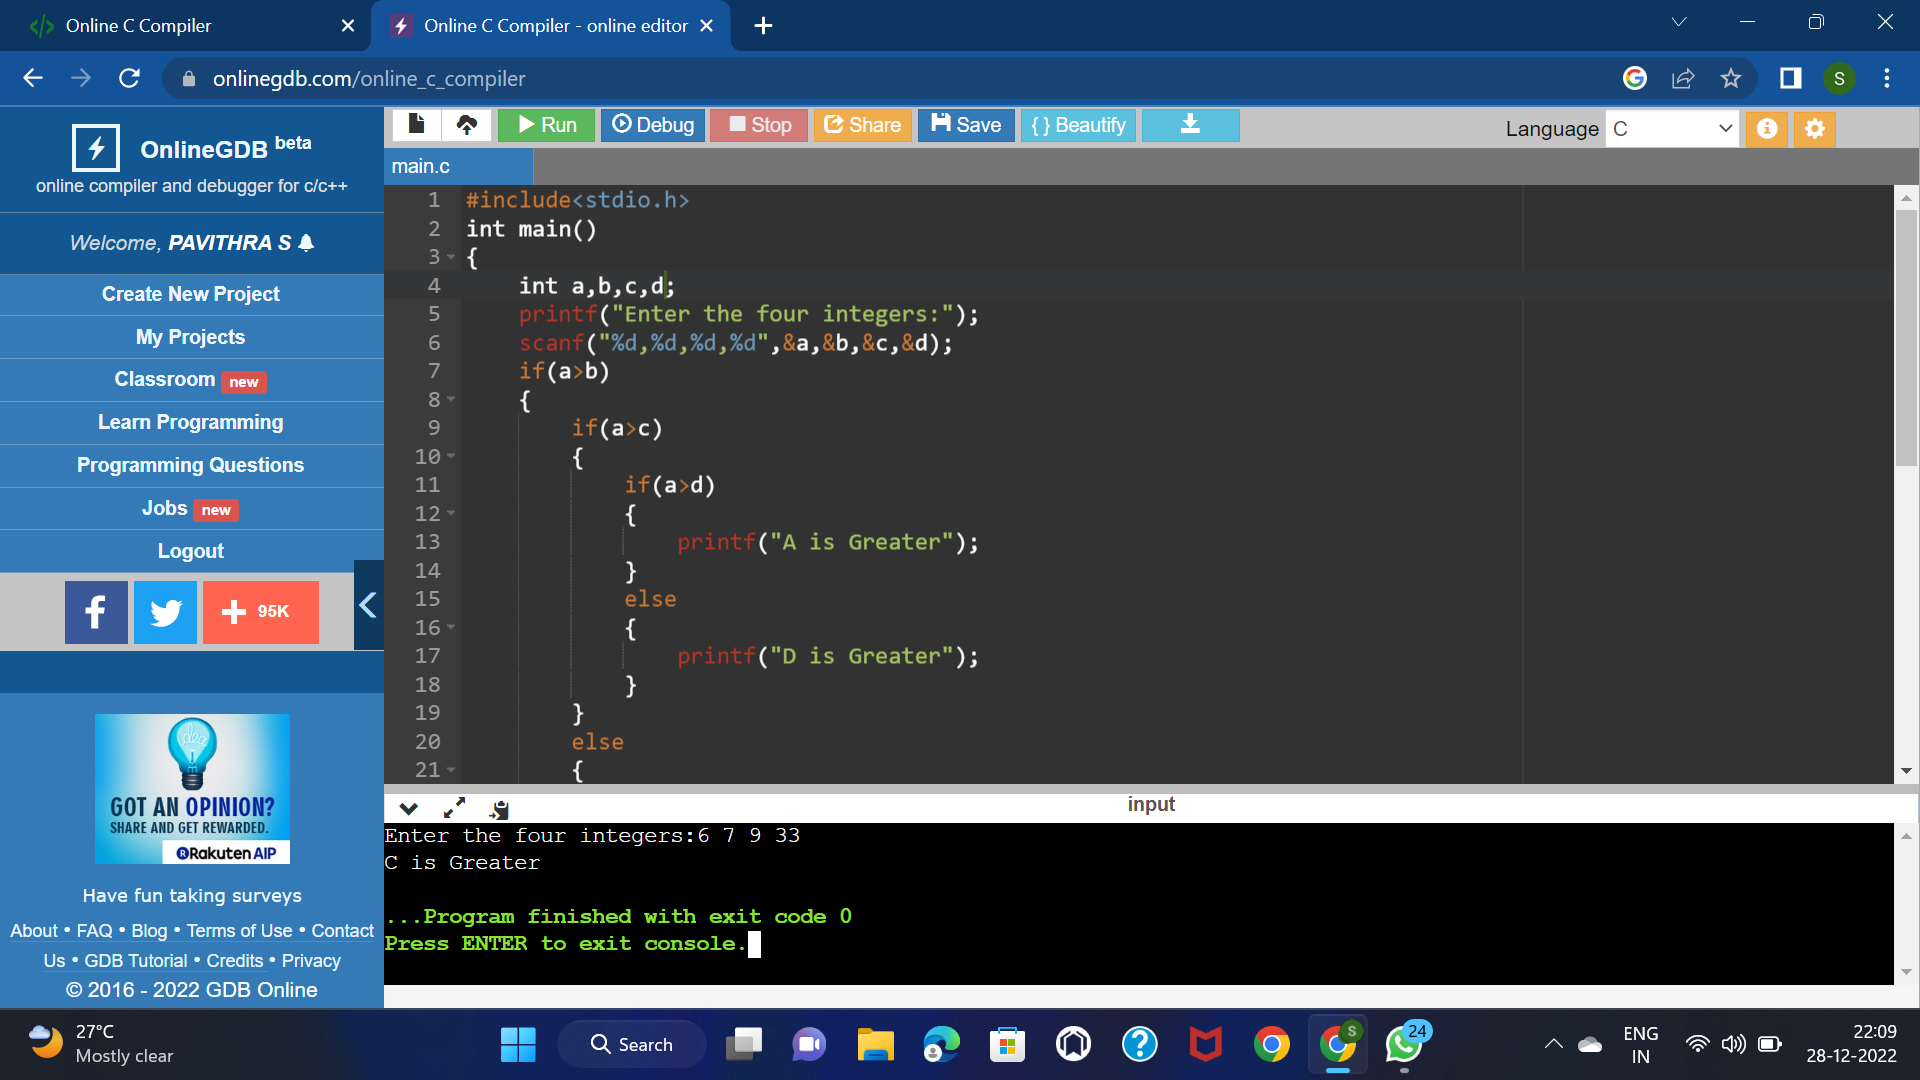 Online C Compiler
Online C Compiler - online editor
onlinegdb.com/online_c_compiler
S
OnlineGDB beta
online compiler and debugger for c/c++
Welcome, PAVITHRA S
Create New Project
My Projects
Classroom new
Learn Programming
Programming Questions
Jobs new
Logout
f
+ 95K
idea
GOT AN OPINION?
SHARE AND GET REWARDED.
Rakuten AIP
Have fun taking surveys
About • FAQ • Blog • Terms of Use • Contact
Us • GDB Tutorial • Credits • Privacy
© 2016 - 2022 GDB Online
Run
Debug
Stop
Share
Save
{ } Beautify
Language C
main.c
1 #include<stdio.h>
2 int main()
3 {
4 int a,b,c,d;
5 printf("Enter the four integers:");
6 scanf("%d,%d,%d,%d",&a,&b,&c,&d);
7 if(a>b)
8 {
9 if(a>c)
10 {
11 if(a>d)
12 {
13 printf("A is Greater");
14 }
15 else
16 {
17 printf("D is Greater");
18 }
19 }
20 else
21 {
input
Enter the four integers:6 7 9 33
C is Greater
...Program finished with exit code 0
Press ENTER to exit console.
27°C
Mostly clear
Search
S
24
ENG
IN
22:09
28-12-2022